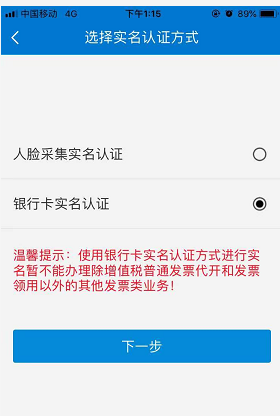 中国移动 4G 下午1:15 89%
选择实名认证方式
人脸采集实名认证
银行卡实名认证
温馨提示：使用银行卡实名认证方式进行实
名暂不能办理除增值税普通发票代开和发票
领用以外的其他发票类业务！
下一步